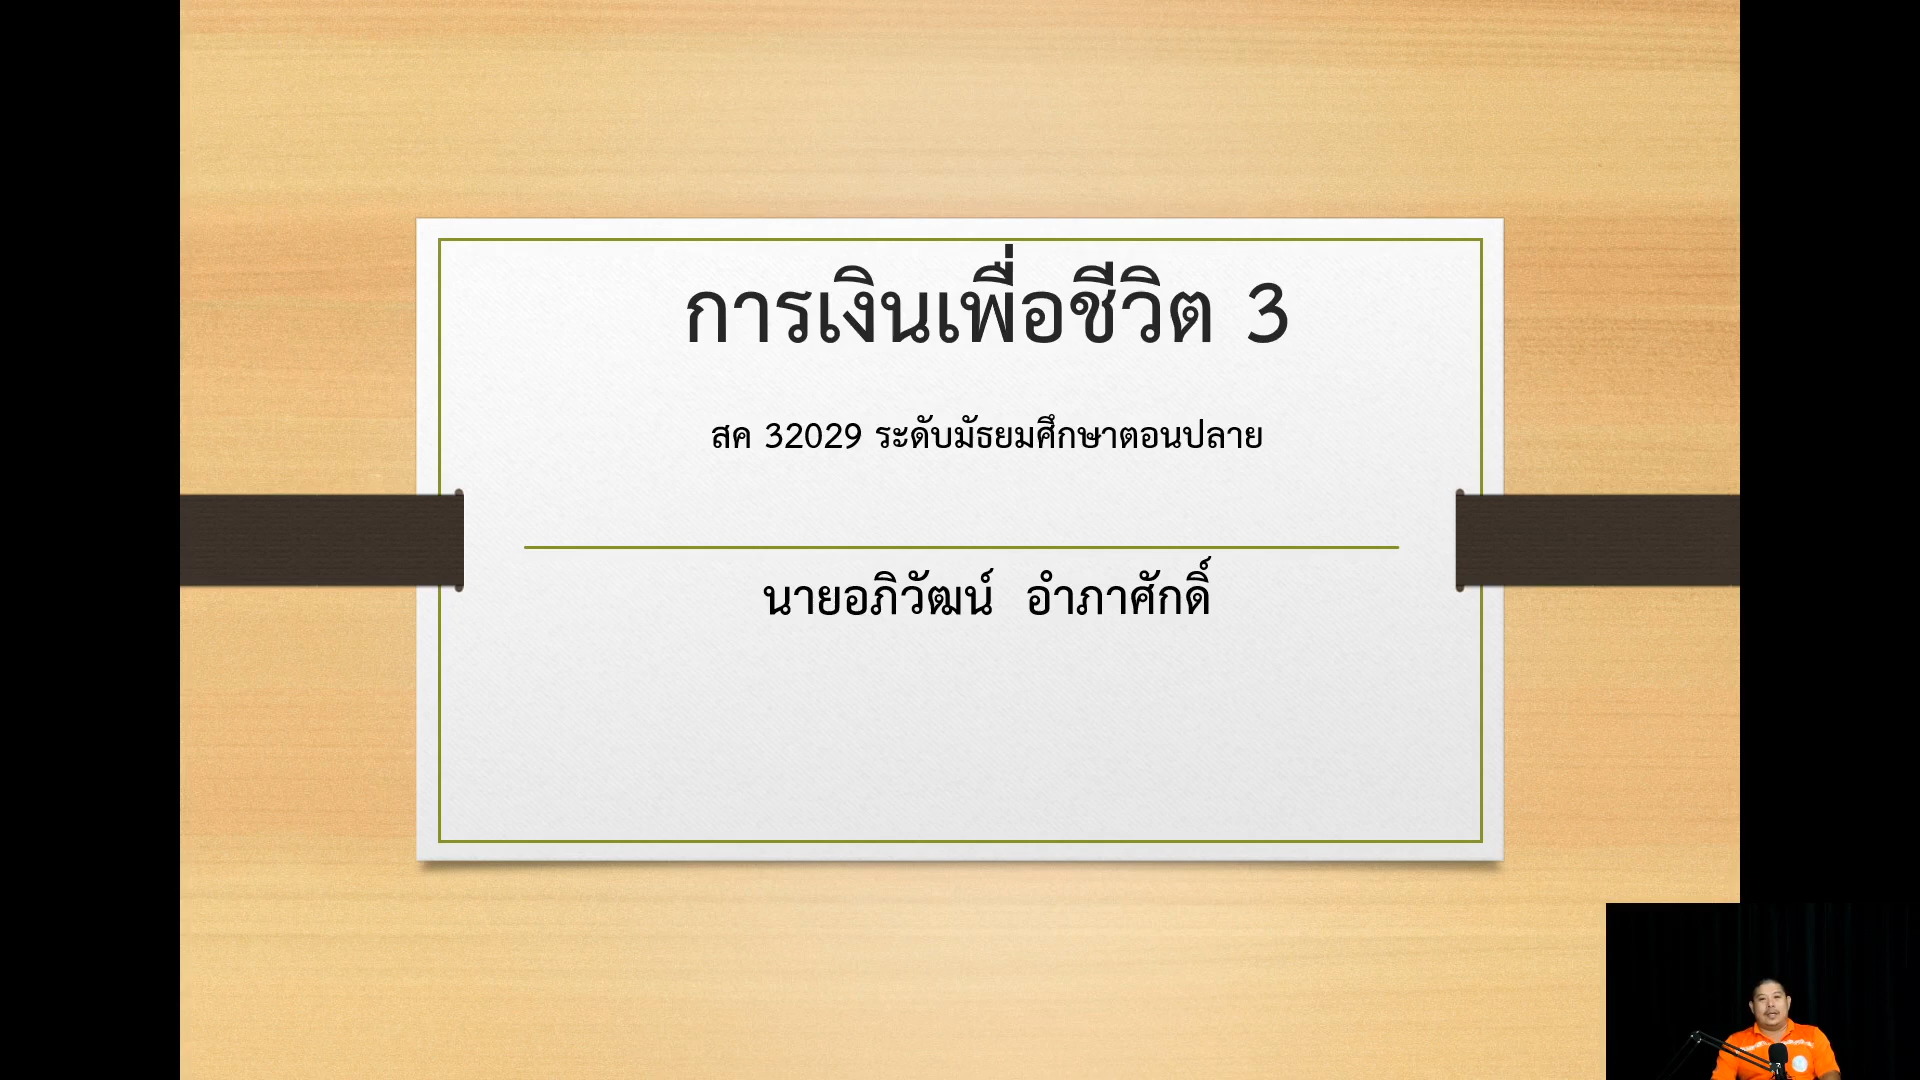 การเงินเพื่อชีวิต 3
สค 32029 ระดับมัธยมศึกษาตอนปลาย
นายอภิวัฒน์ อำภาศักดิ์